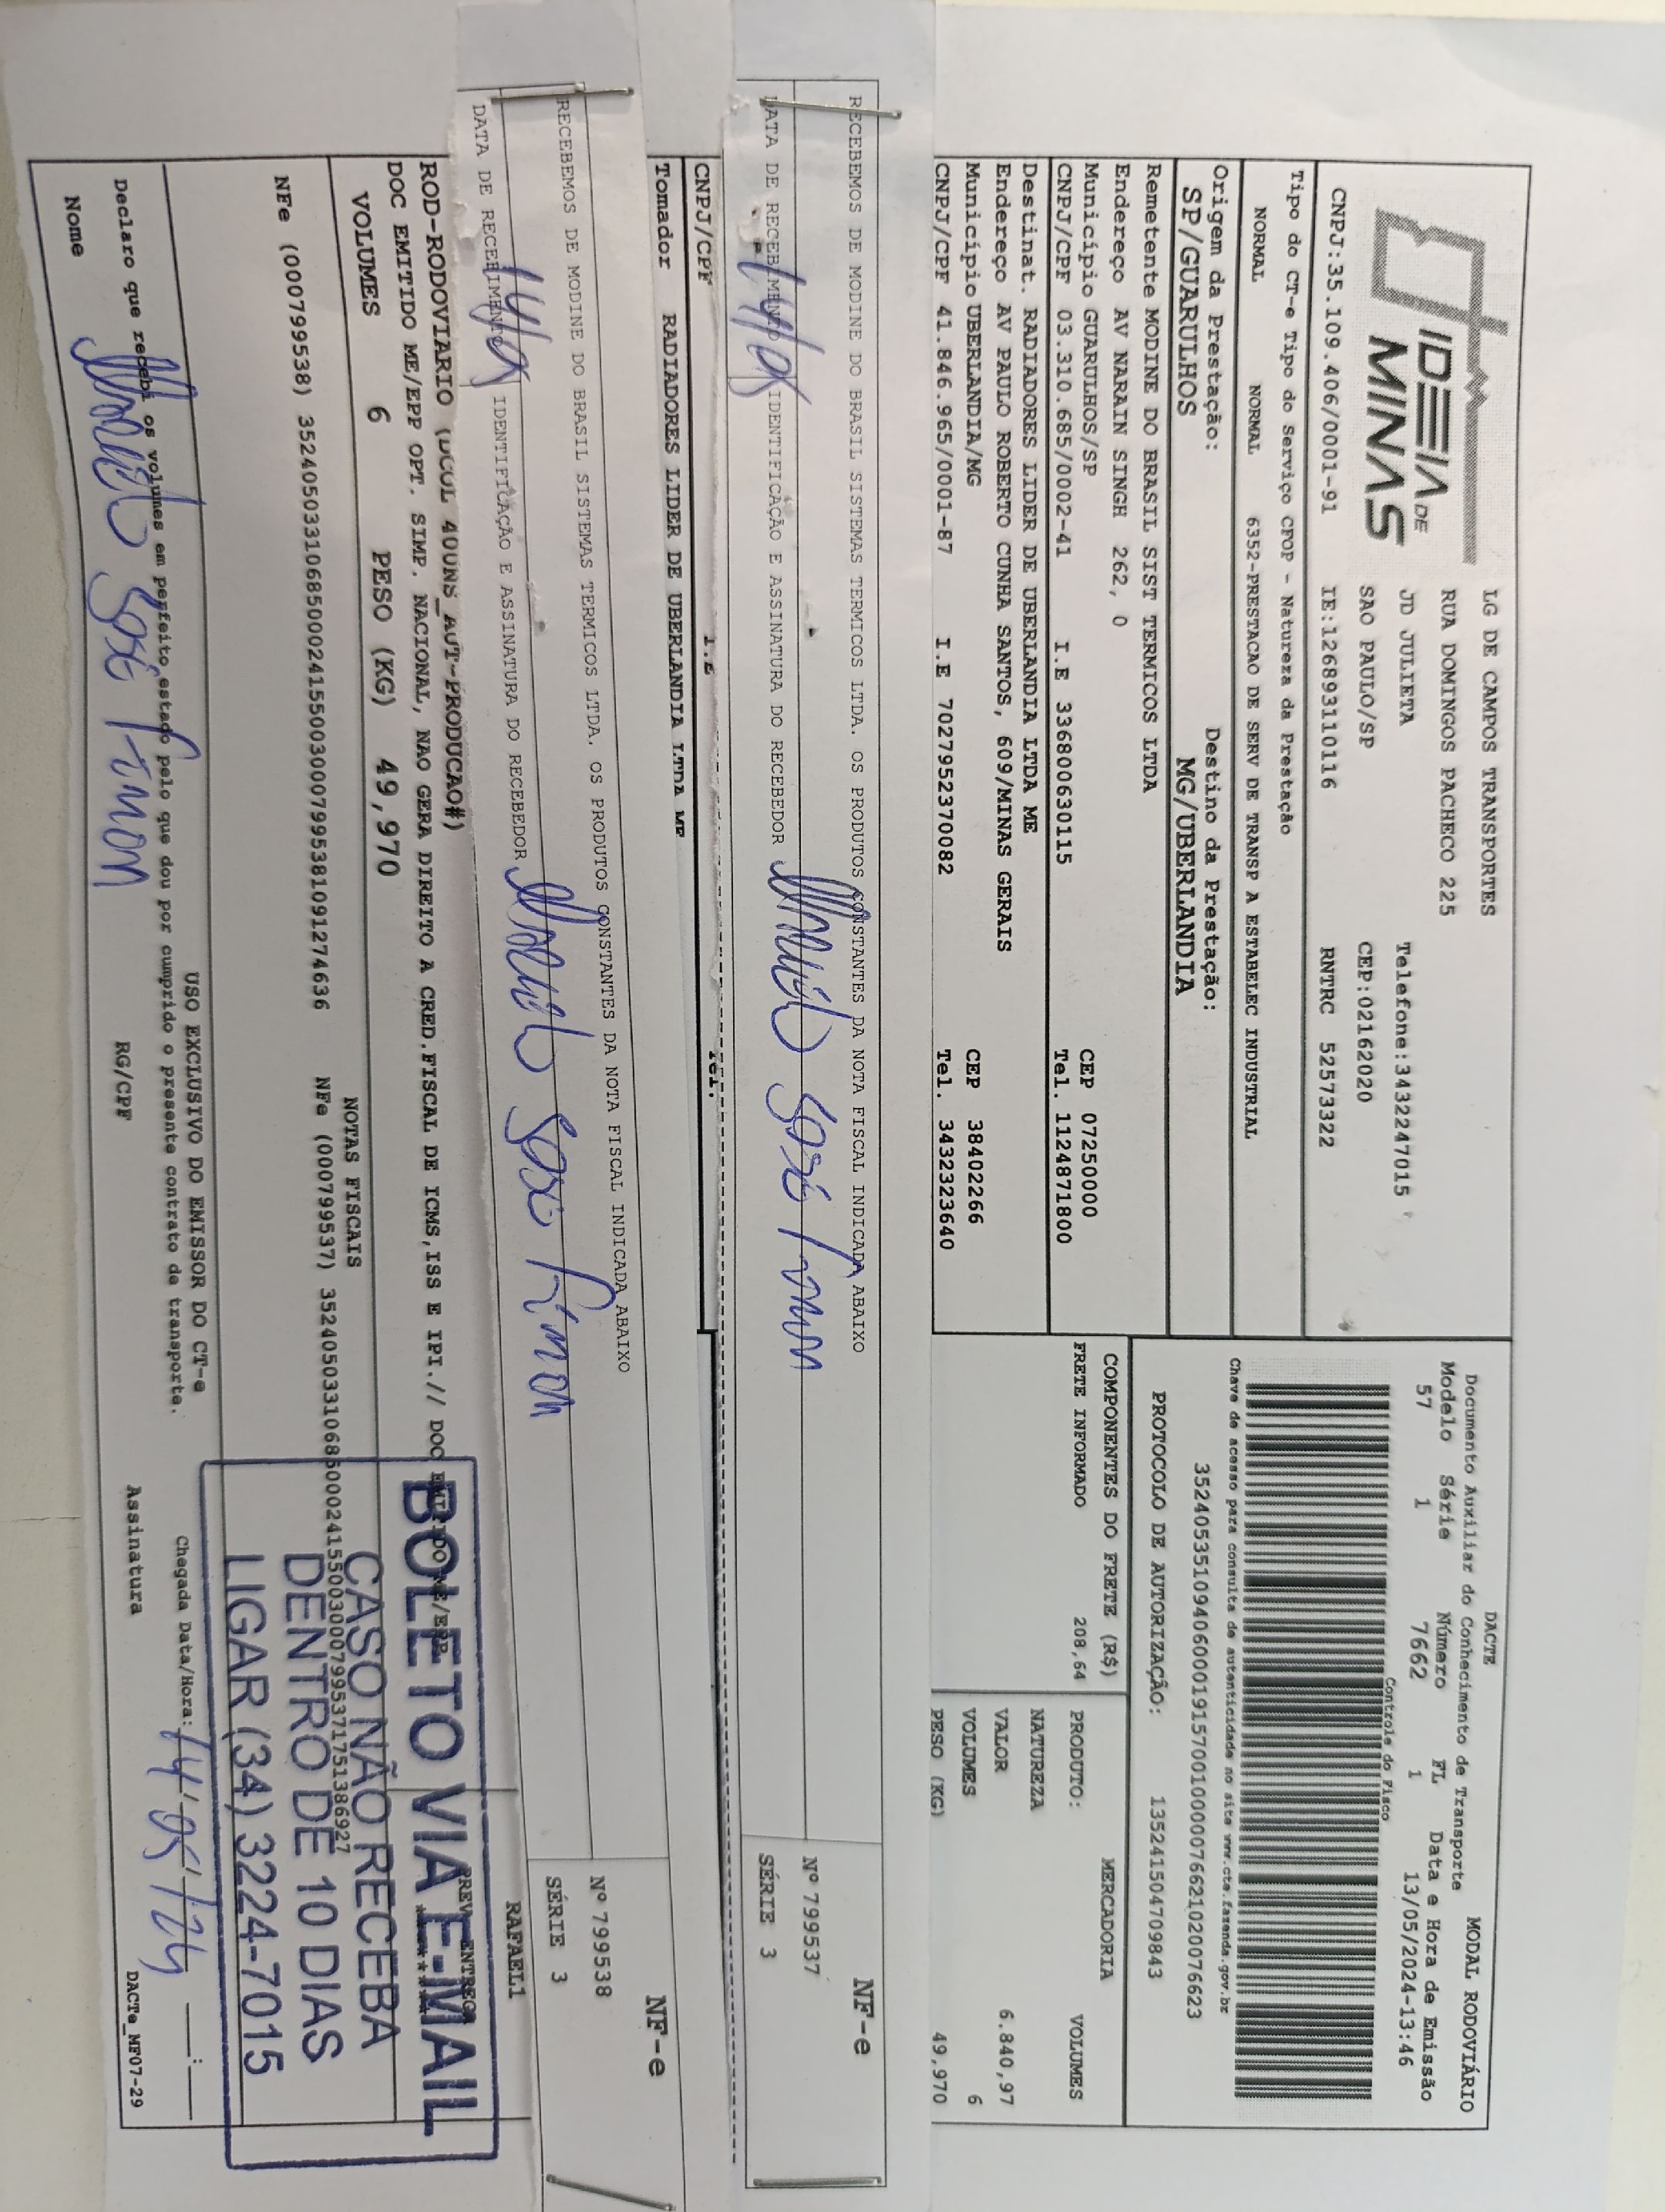 IDEIA DE
MINAS
LG DE CAMPOS TRANSPORTES
RUA DOMINGOS PACHECO 225
JD JULIETA
Telefone:3432247015
SAO PAULO/SP
CEP:02162020
CNPJ:35.109.406/0001-91 IE:126893110116 RNTRC 52573322
DACTE
MODAL RODOVIÁRIO
Documento Auxiliar do Conhecimento de Transporte
Modelo Série Número FL Data e Hora de Emissão
57 1 7662 1 13/05/2024-13:46
Controle do Fisco
Chave de acesso para consulta de autenticidade no site www.cte.fazenda.gov.br
PROTOCOLO DE AUTORIZAÇÃO: 135241504709843
Tipo do CT-e Tipo do Serviço CFOP - Natureza da Prestação
NORMAL NORMAL 6352-PRESTACAO DE SERV DE TRANSP A ESTABELEC INDUSTRIAL
Origem da Prestação: Destino da Prestação:
SP/GUARULHOS MG/UBERLANDIA
Remetente MODINE DO BRASIL SIST TERMICOS LTDA
Endereço AV NARAIN SINGH 262, 0
Município GUARULHOS/SP CEP 07250000
CNPJ/CPF 03.310.685/0002-41 I.E 336800630115 Tel. 1124871800
Destinat. RADIADORES LIDER DE UBERLANDIA LTDA ME
Endereço AV PAULO ROBERTO CUNHA SANTOS, 609/MINAS GERAIS
Município UBERLANDIA/MG CEP 38402266
CNPJ/CPF 41.846.965/0001-87 I.E 7027952370082 Tel. 3432323640
COMPONENTES DO FRETE (R$)
FRETE INFORMADO 208,64
MERCADORIA
PRODUTO: VOLUMES
NATUREZA
VALOR 6.840,97
VOLUMES 6
PESO (KG) 49,970
RECEBEMOS DE MODINE DO BRASIL SISTEMAS TERMICOS LTDA. OS PRODUTOS CONSTANTES DA NOTA FISCAL INDICADA ABAIXO
NF-e
Nº 799537
SÉRIE 3
DATA DE RECEBIMENTO IDENTIFICAÇÃO E ASSINATURA DO RECEBEDOR
CNPJ/CPF I.E Tel.
Tomador RADIADORES LIDER DE UBERLANDIA LTDA ME
RECEBEMOS DE MODINE DO BRASIL SISTEMAS TERMICOS LTDA. OS PRODUTOS CONSTANTES DA NOTA FISCAL INDICADA ABAIXO
NF-e
Nº 799538
SÉRIE 3
DATA DE RECEBIMENTO IDENTIFICAÇÃO E ASSINATURA DO RECEBEDOR
RAFAEL1
ROD-RODOVIARIO
DOC EMITIDO ME/EPP OPT. SIMP. NACIONAL, NAO GERA DIREITO A CRED.FISCAL DE ICMS,ISS E IPI.// DOC EMITIDO ME/EPP
PREV. ENTREGA
VOLUMES 6 PESO (KG) 49,970
NOTAS FISCAIS
NFe (000799538) 35240503310685000241550030007995381091274636 NFe (000799537) 35240503310685000241550030007995371751386927
BOLETO VIA E-MAIL
CASO NÃO RECEBA
DENTRO DE 10 DIAS
LIGAR (34) 3224-7015
USO EXCLUSIVO DO EMISSOR DO CT-e
Declaro que recebi os volumes em perfeito estado pelo que dou por cumprido o presente contrato de transporte.
Chegada Data/Hora: 14/05/24 ___:___
Nome RG/CPF Assinatura
DACTe_MF07-29